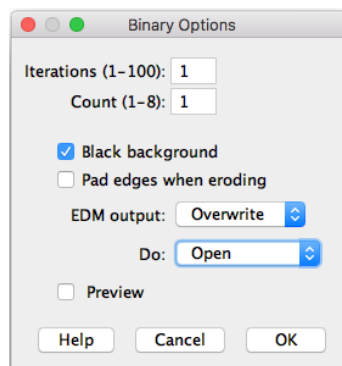 Binary Options
Iterations (1–100): 1
Count (1–8): 1
Black background
Pad edges when eroding
EDM output: Overwrite
Do: Open
Preview
Help Cancel OK